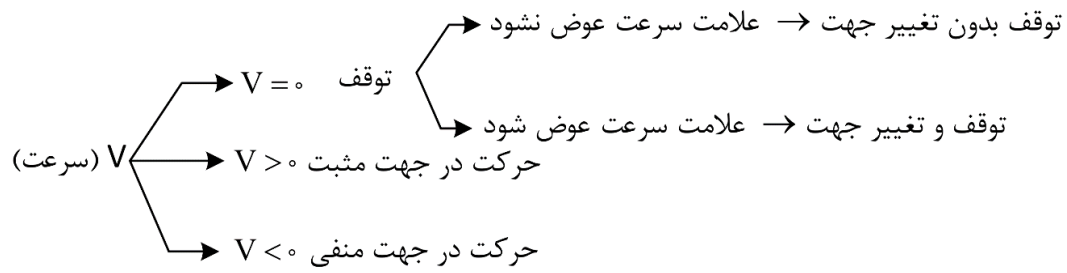 علامت سرعت عوض نشود → توقف بدون تغییر جهت
V = ۰ توقف
علامت سرعت عوض شود → توقف و تغییر جهت
V (سرعت)
V > ۰ حرکت در جهت مثبت
V < ۰ حرکت در جهت منفی